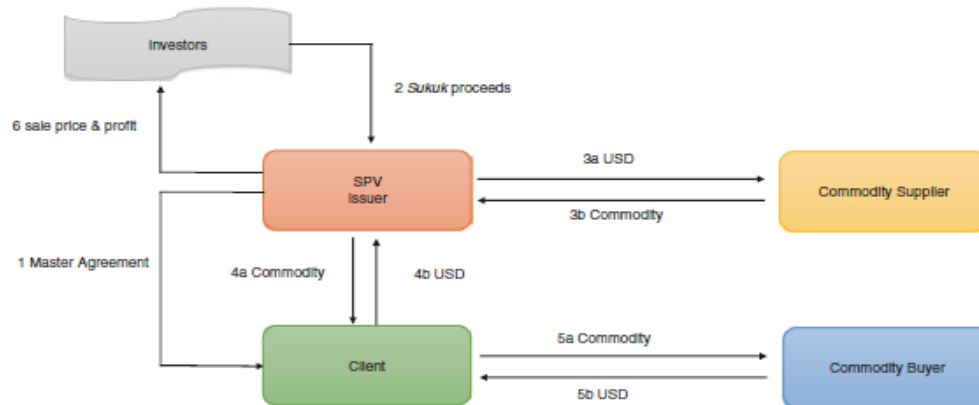 Investors
2 Sukuk proceeds
6 sale price & profit
SPV
Issuer
3a USD
3b Commodity
Commodity Supplier
1 Master Agreement
4a Commodity
4b USD
Client
5a Commodity
5b USD
Commodity Buyer